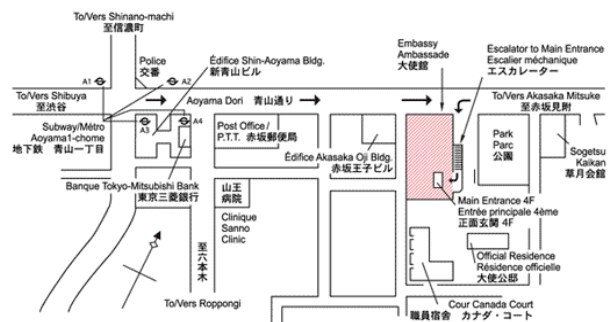 To/Vers Shinano-machi
至信濃町
Police
交番
Édifice Shin-Aoyama Bldg.
新青山ビル
Embassy
Ambassade
大使館
Escalator to Main Entrance
Escalier méchanique
エスカレーター
A1
A2
To/Vers Shibuya
至渋谷
Aoyama Dori 青山通り
To/Vers Akasaka Mitsuke
至赤坂見附
Subway/Métro
Aoyama1-chome
地下鉄 青山一丁目
A3
A4
Post Office /
P.T.T. 赤坂郵便局
Édifice Akasaka Oji Bldg.
赤坂王子ビル
Park
Parc
公園
Sogetsu
Kaikan
草月会館
Banque Tokyo-Mitsubishi Bank
東京三菱銀行
山王
病院
Clinique
Sanno
Clinic
Main Entrance 4F
Entrée principale 4ème
正面玄関 4F
至六本木
Official Residence
Résidence officielle
大使公邸
To/Vers Roppongi
Cour Canada Court
職員宿舎 カナダ・コート